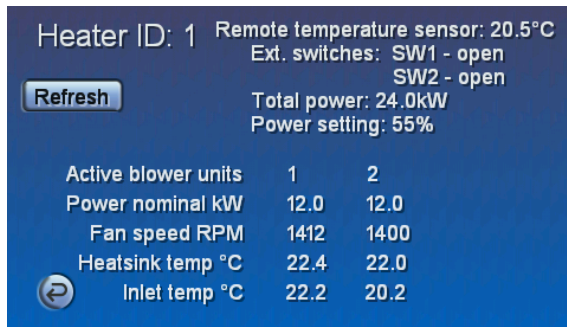 Heater ID: 1
Remote temperature sensor: 20.5°C
Ext. switches: SW1 - open
SW2 - open
Refresh
Total power: 24.0kW
Power setting: 55%
Active blower units 1 2
Power nominal kW 12.0 12.0
Fan speed RPM 1412 1400
Heatsink temp °C 22.4 22.0
Inlet temp °C 22.2 20.2